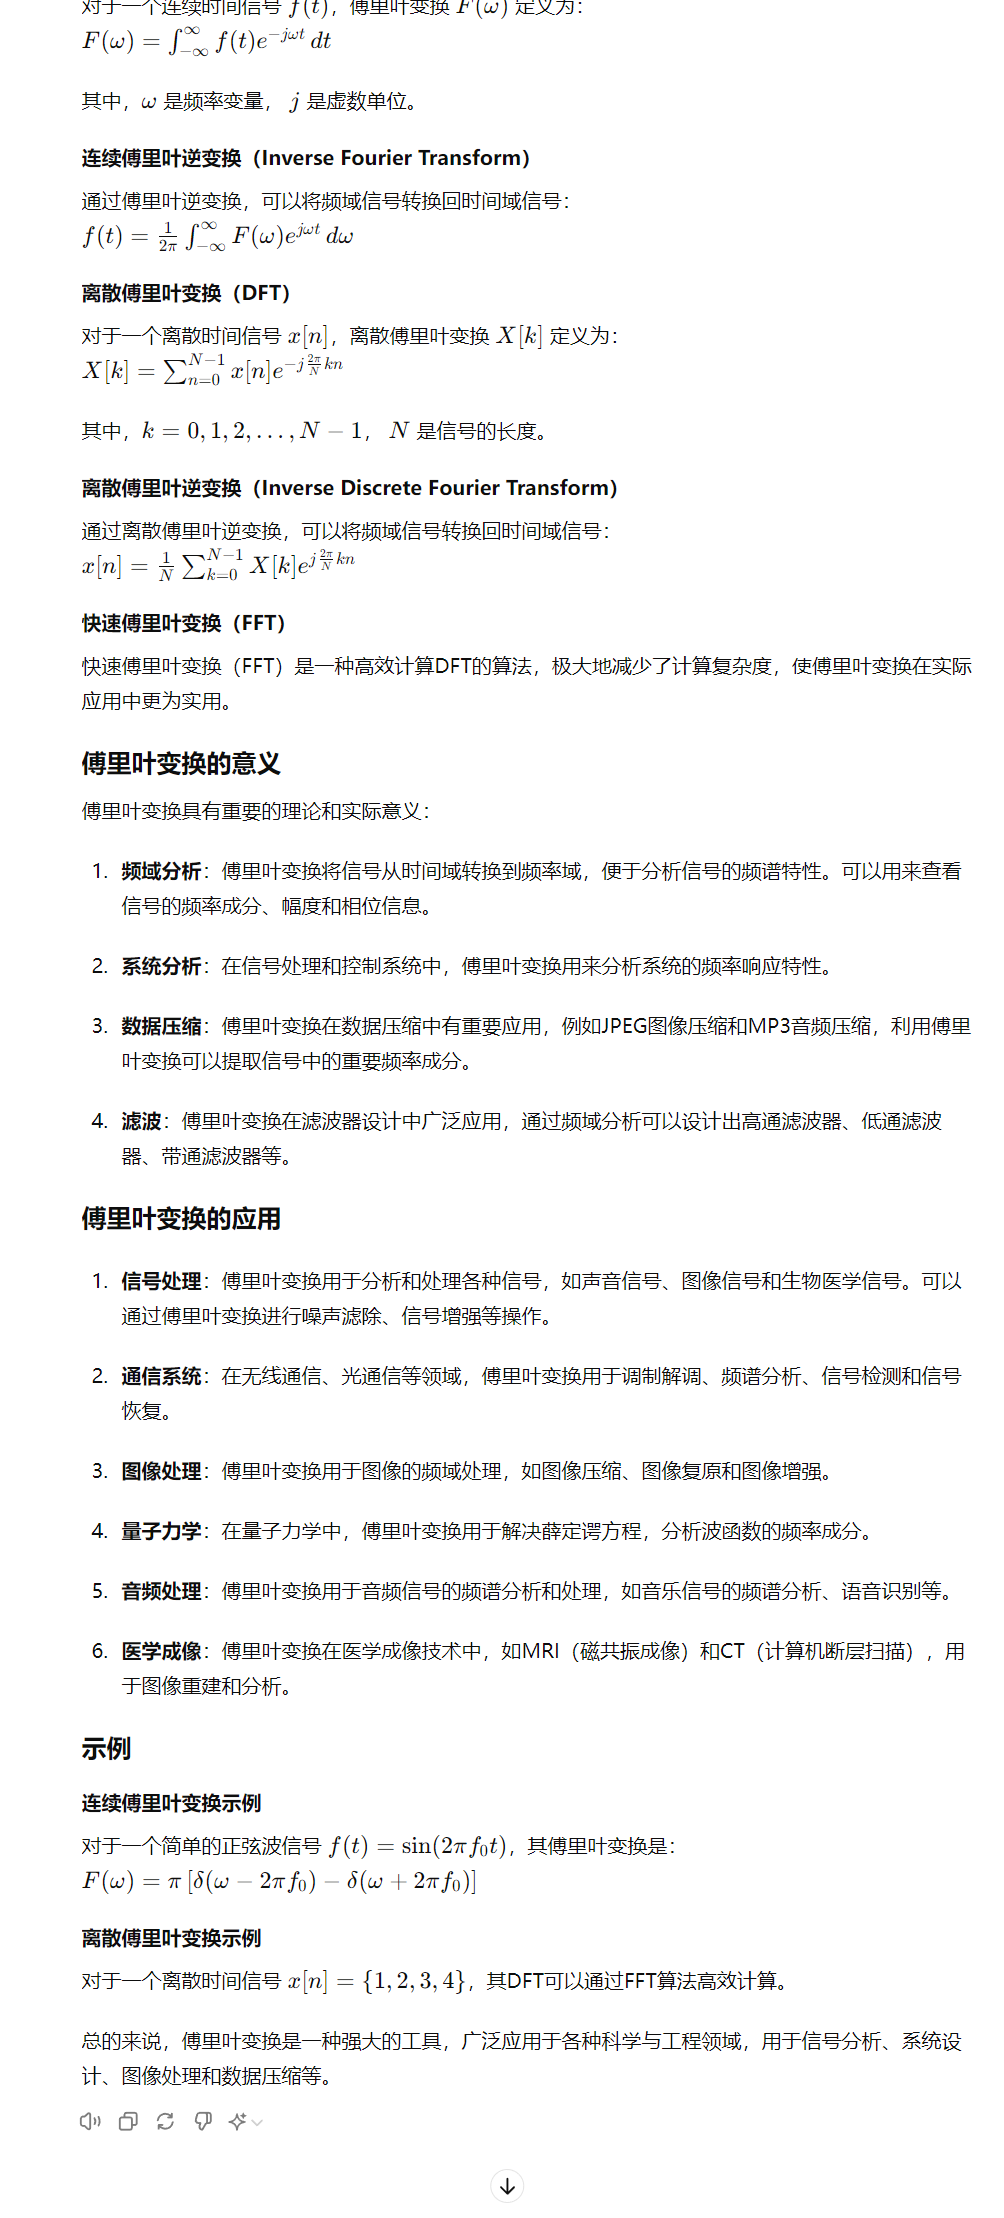 对于一个连续时间信号 f(t)，傅里叶变换 F(ω) 定义为：
F(ω) = ∫_{-∞}^{∞} f(t)e^{-jωt} dt
其中，ω 是频率变量， j 是虚数单位。
连续傅里叶逆变换（Inverse Fourier Transform）
通过傅里叶逆变换，可以将频域信号转换回时间域信号：
f(t) = \frac{1}{2π} ∫_{-∞}^{∞} F(ω)e^{jωt} dω
离散傅里叶变换（DFT）
对于一个离散时间信号 x[n]，离散傅里叶变换 X[k] 定义为：
X[k] = ∑_{n=0}^{N-1} x[n]e^{-j\frac{2π}{N}kn}
其中，k = 0, 1, 2, …, N − 1， N 是信号的长度。
离散傅里叶逆变换（Inverse Discrete Fourier Transform）
通过离散傅里叶逆变换，可以将频域信号转换回时间域信号：
x[n] = \frac{1}{N} ∑_{k=0}^{N-1} X[k]e^{j\frac{2π}{N}kn}
快速傅里叶变换（FFT）
快速傅里叶变换（FFT）是一种高效计算DFT的算法，极大地减少了计算复杂度，使傅里叶变换在实际
应用中更为实用。
傅里叶变换的意义
傅里叶变换具有重要的理论和实际意义：
1. 频域分析：傅里叶变换将信号从时间域转换到频率域，便于分析信号的频谱特性。可以用来查看
信号的频率成分、幅度和相位信息。
2. 系统分析：在信号处理和控制系统中，傅里叶变换用来分析系统的频率响应特性。
3. 数据压缩：傅里叶变换在数据压缩中有重要应用，例如JPEG图像压缩和MP3音频压缩，利用傅里
叶变换可以提取信号中的重要频率成分。
4. 滤波：傅里叶变换在滤波器设计中广泛应用，通过频域分析可以设计出高通滤波器、低通滤波
器、带通滤波器等。
傅里叶变换的应用
1. 信号处理：傅里叶变换用于分析和处理各种信号，如声音信号、图像信号和生物医学信号。可以
通过傅里叶变换进行噪声滤除、信号增强等操作。
2. 通信系统：在无线通信、光通信等领域，傅里叶变换用于调制解调、频谱分析、信号检测和信号
恢复。
3. 图像处理：傅里叶变换用于图像的频域处理，如图像压缩、图像复原和图像增强。
4. 量子力学：在量子力学中，傅里叶变换用于解决薛定谔方程，分析波函数的频率成分。
5. 音频处理：傅里叶变换用于音频信号的频谱分析和处理，如音乐信号的频谱分析、语音识别等。
6. 医学成像：傅里叶变换在医学成像技术中，如MRI（磁共振成像）和CT（计算机断层扫描），用
于图像重建和分析。
示例
连续傅里叶变换示例
对于一个简单的正弦波信号 f(t) = sin(2πf₀t)，其傅里叶变换是：
F(ω) = π [δ(ω − 2πf₀) − δ(ω + 2πf₀)]
离散傅里叶变换示例
对于一个离散时间信号 x[n] = {1, 2, 3, 4}，其DFT可以通过FFT算法高效计算。
总的来说，傅里叶变换是一种强大的工具，广泛应用于各种科学与工程领域，用于信号分析、系统设
计、图像处理和数据压缩等。